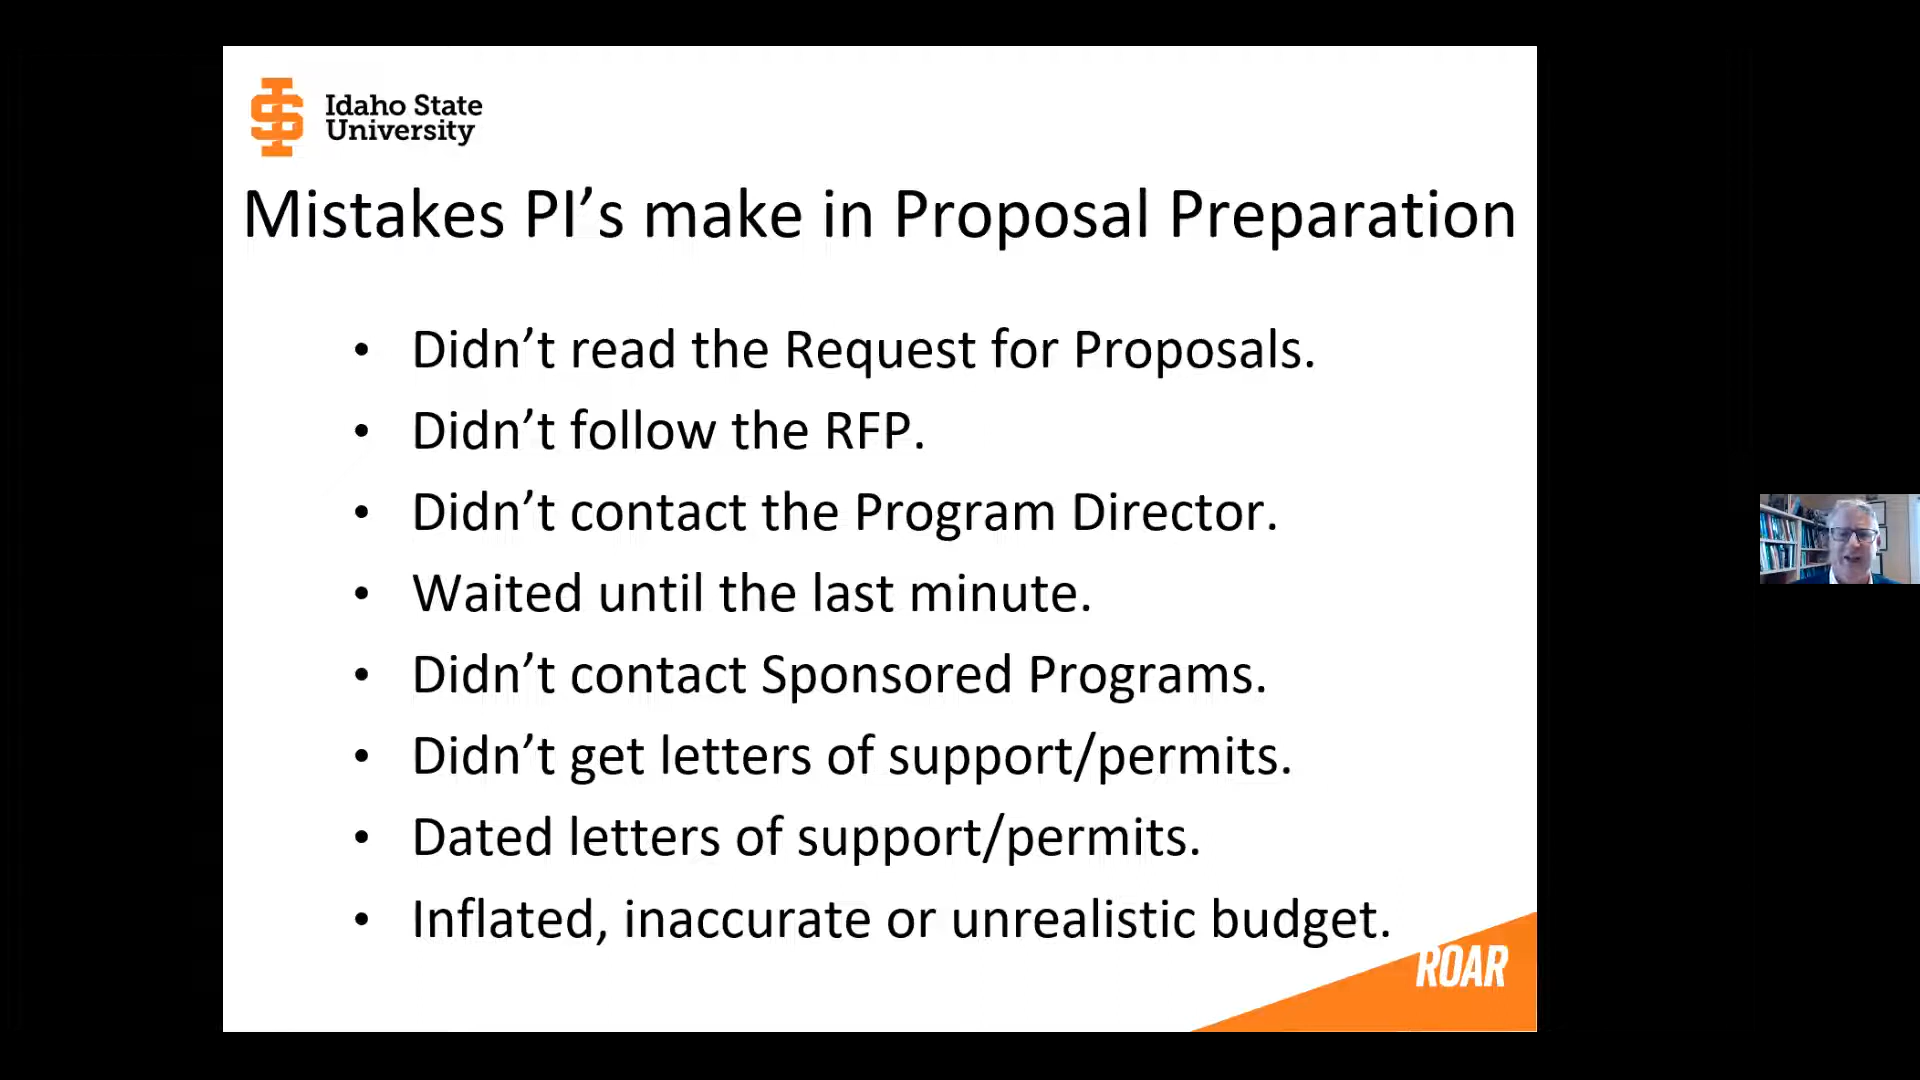 Idaho State
University
Mistakes PI’s make in Proposal Preparation
• Didn’t read the Request for Proposals.
• Didn’t follow the RFP.
• Didn’t contact the Program Director.
• Waited until the last minute.
• Didn’t contact Sponsored Programs.
• Didn’t get letters of support/permits.
• Dated letters of support/permits.
• Inflated, inaccurate or unrealistic budget.
ROAR